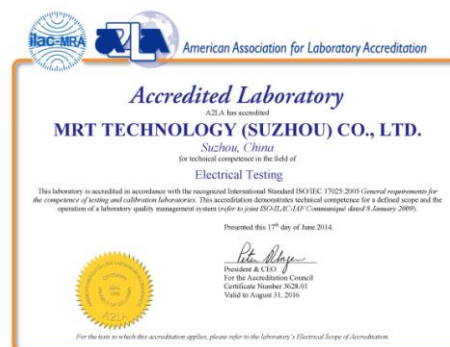 ilac-MRA
A2LA
American Association for Laboratory Accreditation
Accredited Laboratory
A2LA has accredited
MRT TECHNOLOGY (SUZHOU) CO., LTD.
Suzhou, China
for technical competence in the field of
Electrical Testing
This laboratory is accredited in accordance with the recognized International Standard ISO/IEC 17025:2005 General requirements for
the competence of testing and calibration laboratories. This accreditation demonstrates technical competence for a defined scope and the
operation of a laboratory quality management system (refer to joint ISO-ILAC-IAF Communiqué dated 8 January 2009).
Presented this 17th day of June 2014.
President & CEO
For the Accreditation Council
Certificate Number 3628.01
Valid to August 31, 2016
A2LA
For the tests to which this accreditation applies, please refer to the laboratory's Electrical Scope of Accreditation.